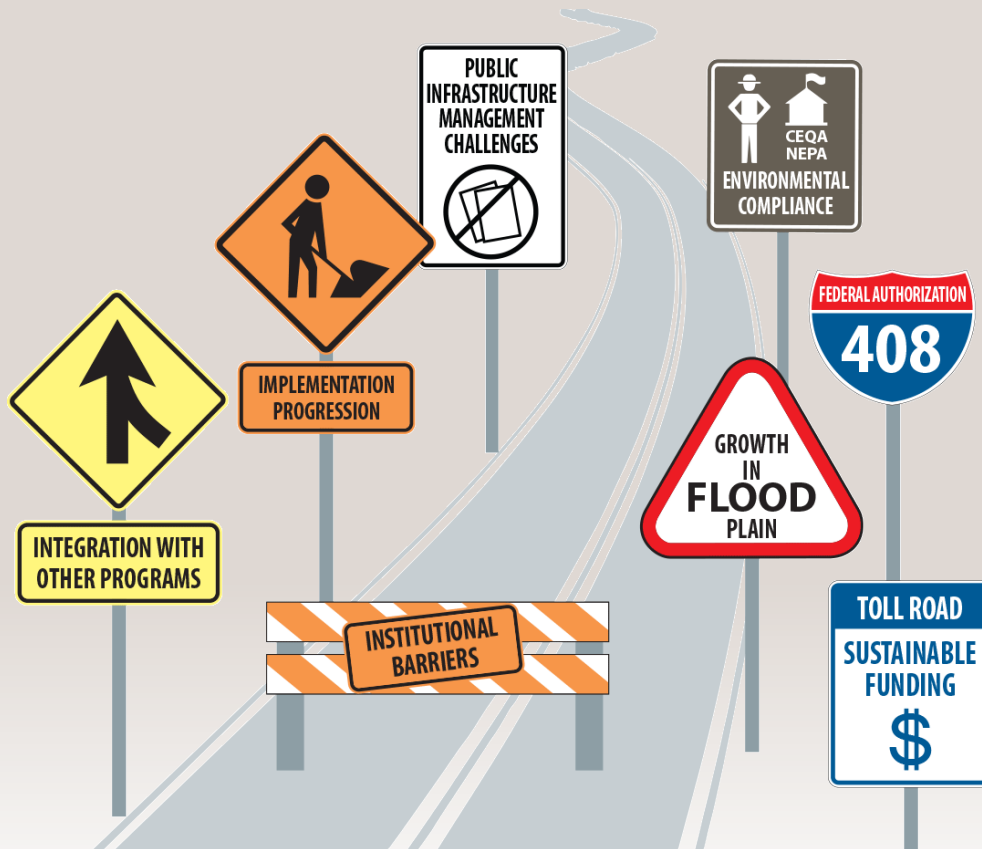 PUBLIC
INFRASTRUCTURE
MANAGEMENT
CHALLENGES
CEQA
NEPA
ENVIRONMENTAL
COMPLIANCE
FEDERAL AUTHORIZATION
408
IMPLEMENTATION
PROGRESSION
GROWTH
IN
FLOOD
PLAIN
INTEGRATION WITH
OTHER PROGRAMS
INSTITUTIONAL
BARRIERS
TOLL ROAD
SUSTAINABLE
FUNDING
$